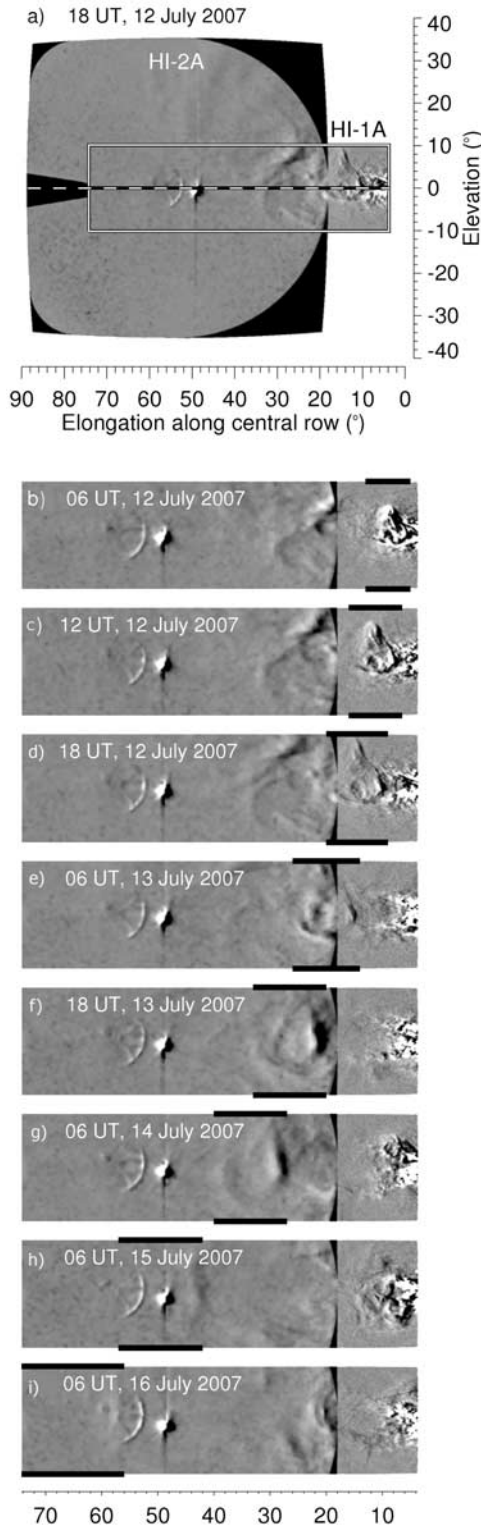 a) 18 UT, 12 July 2007
HI-2A
HI-1A
40
30
20
10
0
-10
-20
-30
-40
Elevation (°)
90 80 70 60 50 40 30 20 10 0
Elongation along central row (°)
b) 06 UT, 12 July 2007
c) 12 UT, 12 July 2007
d) 18 UT, 12 July 2007
e) 06 UT, 13 July 2007
f) 18 UT, 13 July 2007
g) 06 UT, 14 July 2007
h) 06 UT, 15 July 2007
i) 06 UT, 16 July 2007
70 60 50 40 30 20 10